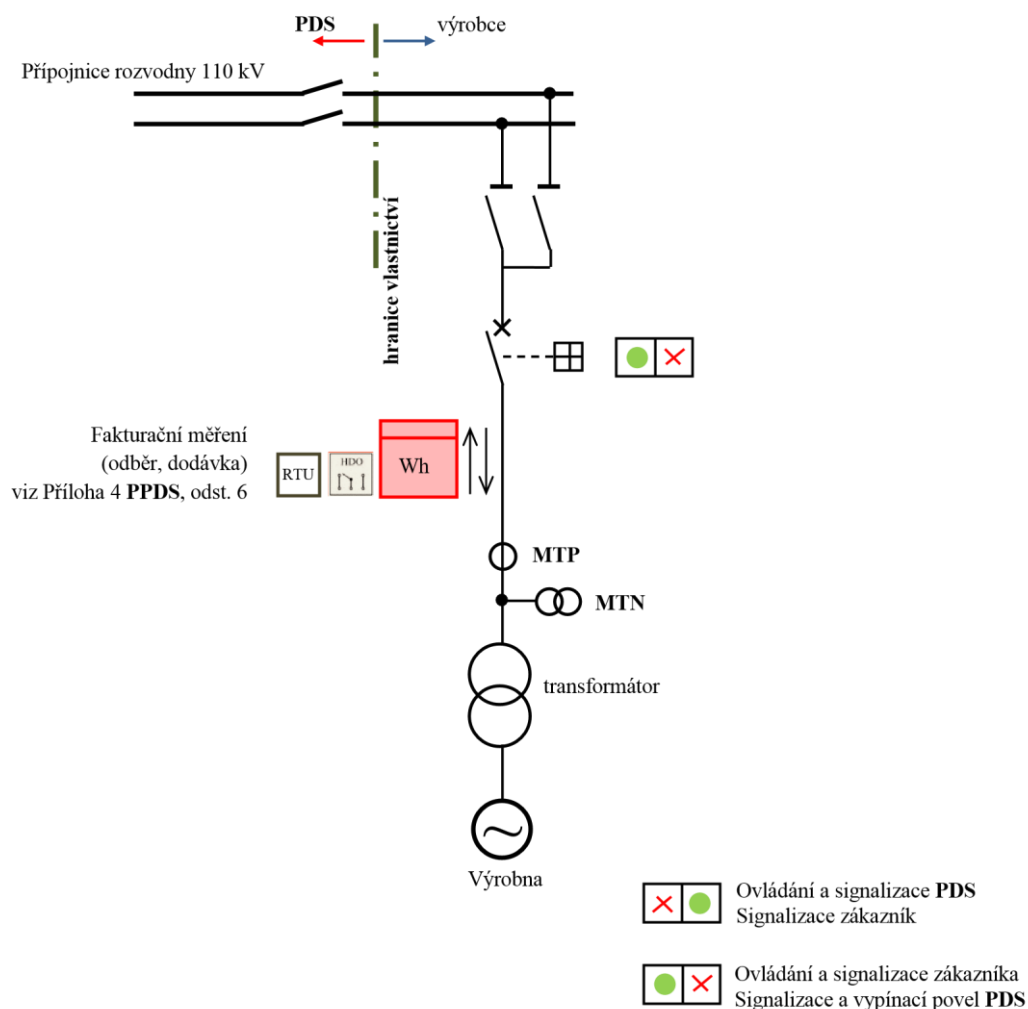 PDS
výrobce
Přípojnice rozvodny 110 kV
hranice vlastnictví
Fakturační měření
(odběr, dodávka)
viz Příloha 4 PPDS, odst. 6
RTU
HDO
Wh
MTP
MTN
transformátor
Výrobna
Ovládání a signalizace PDS
Signalizace zákazník
Ovládání a signalizace zákazníka
Signalizace a vypínací povel PDS